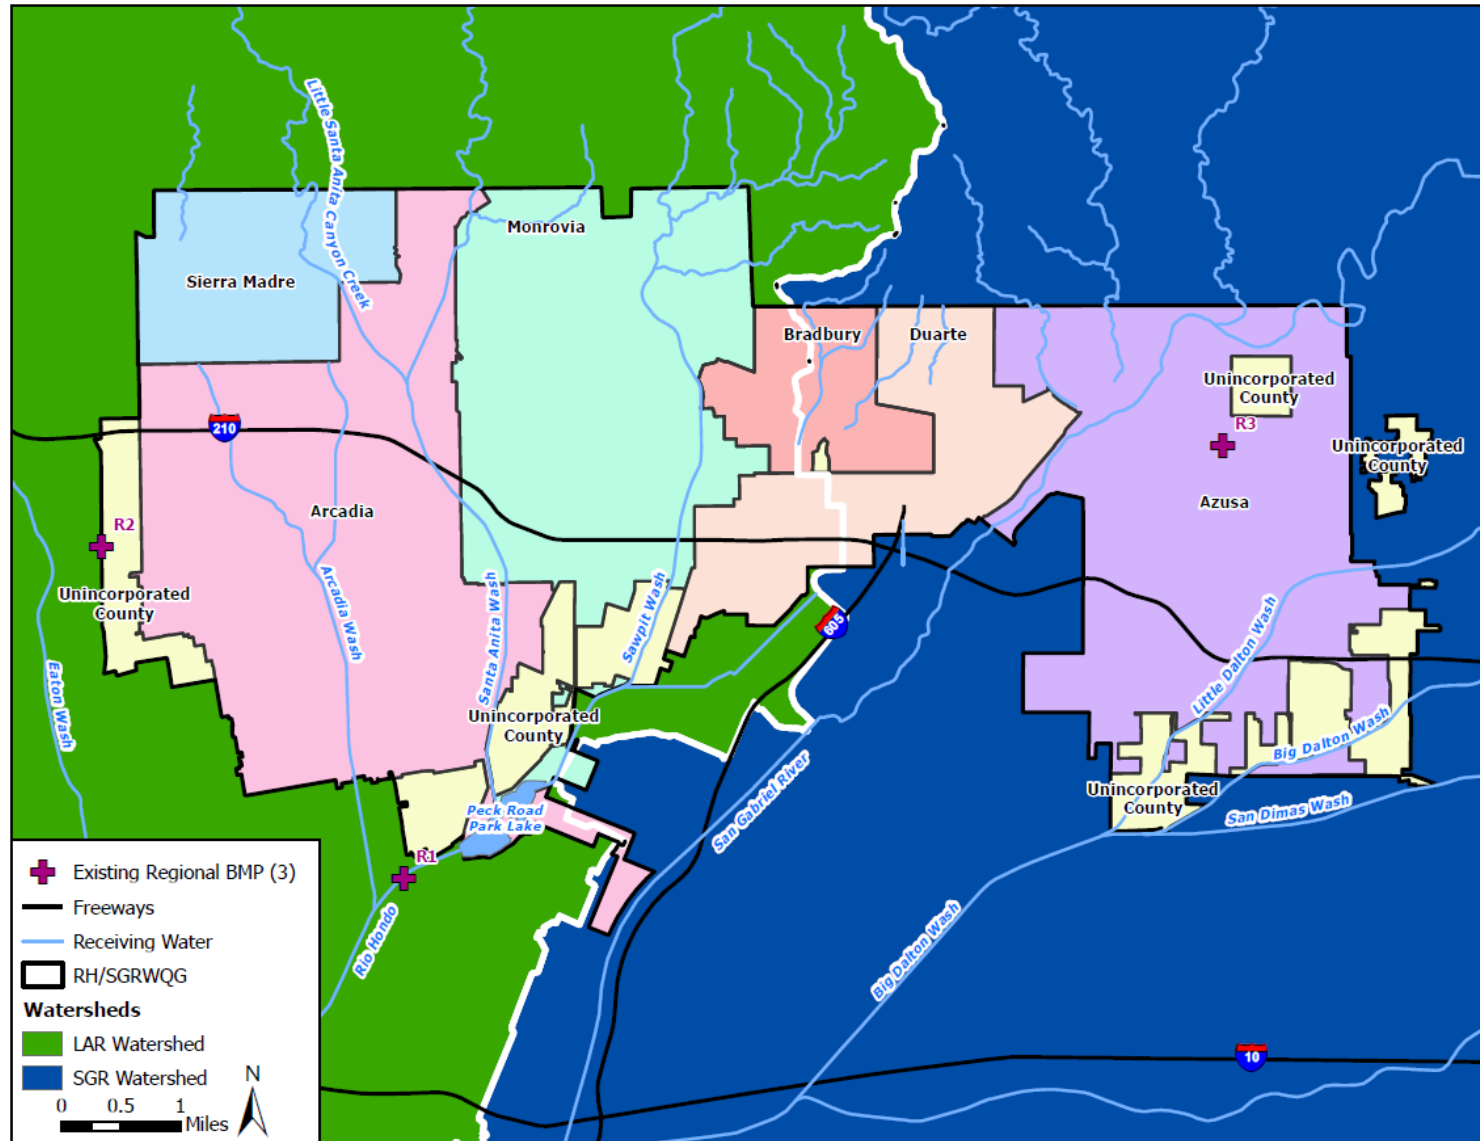 Little Santa Anita Canyon Creek
Monrovia
Sierra Madre
Bradbury
Duarte
Unincorporated
County
210
R3
Unincorporated
County
Arcadia
Azusa
R2
Unincorporated
County
Arcadia Wash
Santa Anita Wash
Sawpit Wash
605
Little Dalton Wash
Eaton Wash
Unincorporated
County
Big Dalton Wash
San Gabriel River
Unincorporated
County
San Dimas Wash
Peck Road
Park Lake
R1
Rio Hondo
Big Dalton Wash
10
Existing Regional BMP (3)
Freeways
Receiving Water
RH/SGRWQG
Watersheds
LAR Watershed
SGR Watershed
N
0 0.5 1
Miles